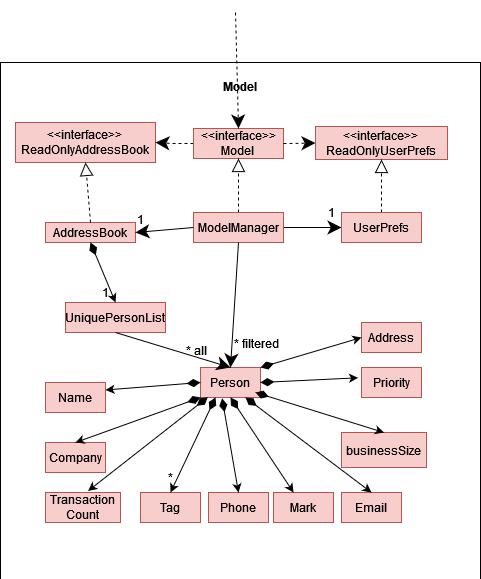 Model
<<interface>>
ReadOnlyAddressBook
<<interface>>
Model
<<interface>>
ReadOnlyUserPrefs
AddressBook
1
ModelManager
1
UserPrefs
1
UniquePersonList
* all
* filtered
Address
Person
Priority
Name
Company
businessSize
*
Transaction
Count
Tag
Phone
Mark
Email